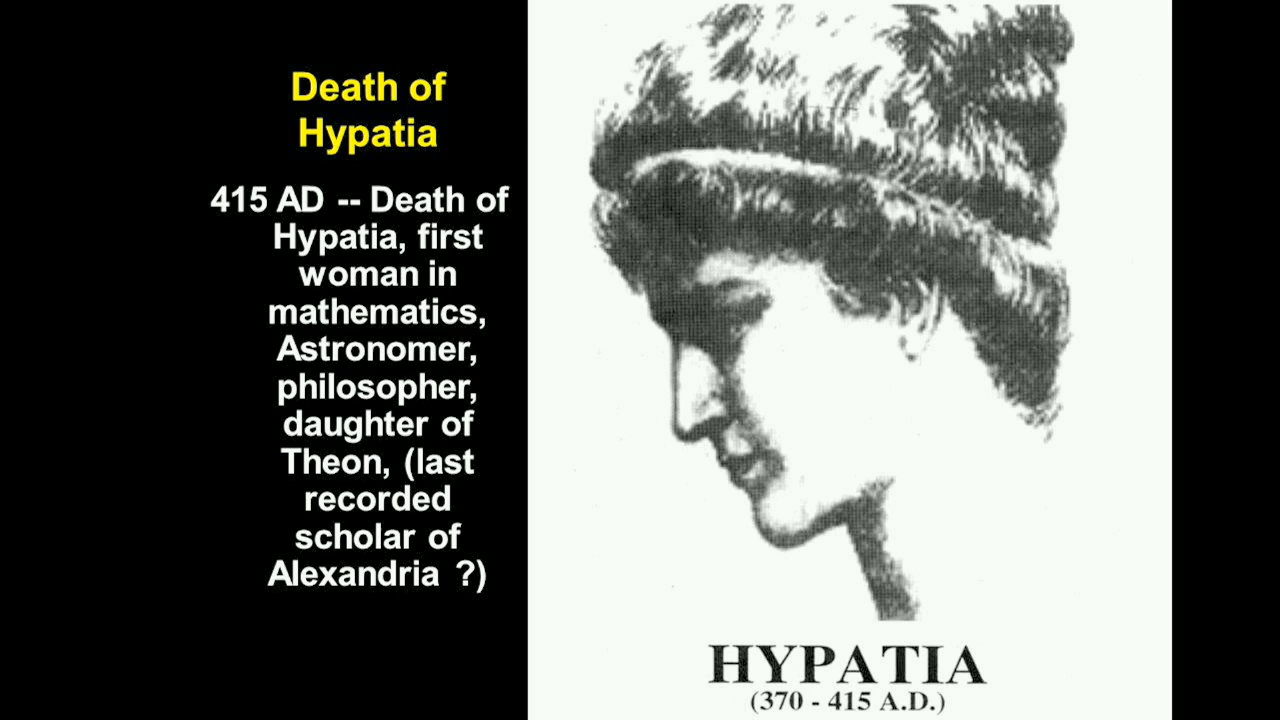 Death of
Hypatia
415 AD -- Death of
Hypatia, first
woman in
mathematics,
Astronomer,
philosopher,
daughter of
Theon, (last
recorded
scholar of
Alexandria ?)
HYPATIA
(370 - 415 A.D.)